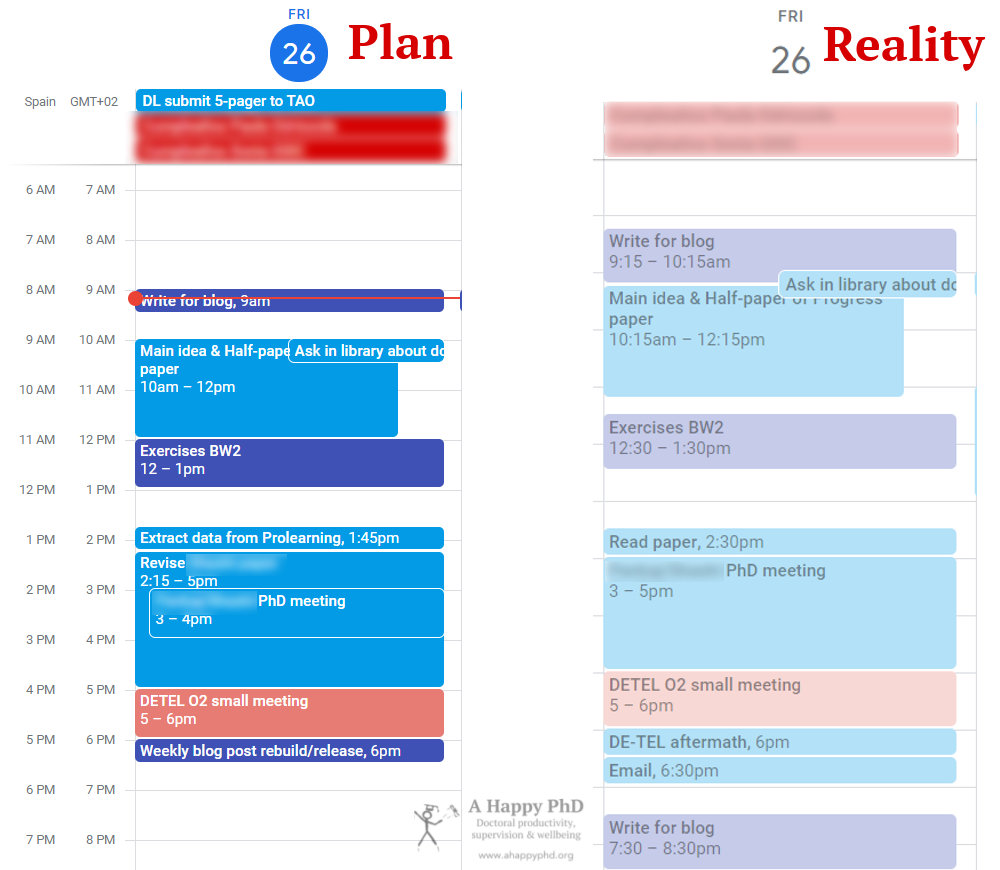 FRI
26
Plan
Spain GMT+02
DL submit 5-pager to TAO
6 AM 7 AM
7 AM 8 AM
8 AM 9 AM
Write for blog, 9am
9 AM 10 AM
Main idea & Half-pape
paper
10am – 12pm
Ask in library about do
10 AM 11 AM
11 AM 12 PM
Exercises BW2
12 – 1pm
12 PM 1 PM
1 PM 2 PM
Extract data from Prolearning, 1:45pm
Revise
2:15 – 5pm
2 PM 3 PM
PhD meeting
3 – 4pm
3 PM 4 PM
4 PM 5 PM
DETEL O2 small meeting
5 – 6pm
5 PM 6 PM
Weekly blog post rebuild/release, 6pm
6 PM 7 PM
7 PM 8 PM
FRI
26
Reality
Write for blog
9:15 – 10:15am
Ask in library about do
Main idea & Half-paper of Progress
paper
10:15am – 12:15pm
Exercises BW2
12:30 – 1:30pm
Read paper, 2:30pm
PhD meeting
3 – 5pm
DETEL O2 small meeting
5 – 6pm
DE-TEL aftermath, 6pm
Email, 6:30pm
Write for blog
7:30 – 8:30pm
A Happy PhD
Doctoral productivity,
supervision & wellbeing
www.ahappyphd.org